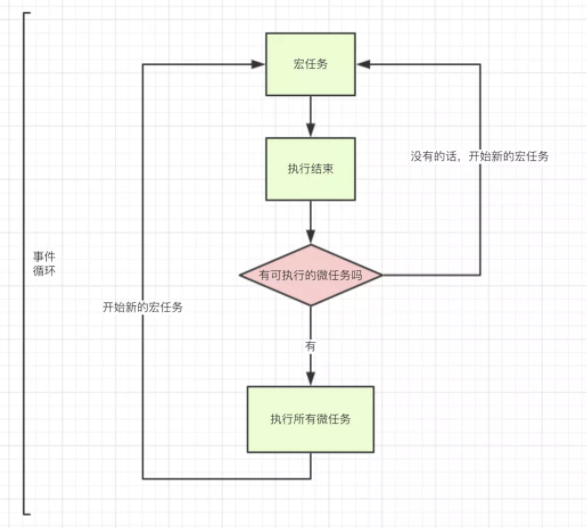 宏任务
没有的话，开始新的宏任务
执行结束
事件
循环
有可执行的微任务吗
开始新的宏任务
有
执行所有微任务